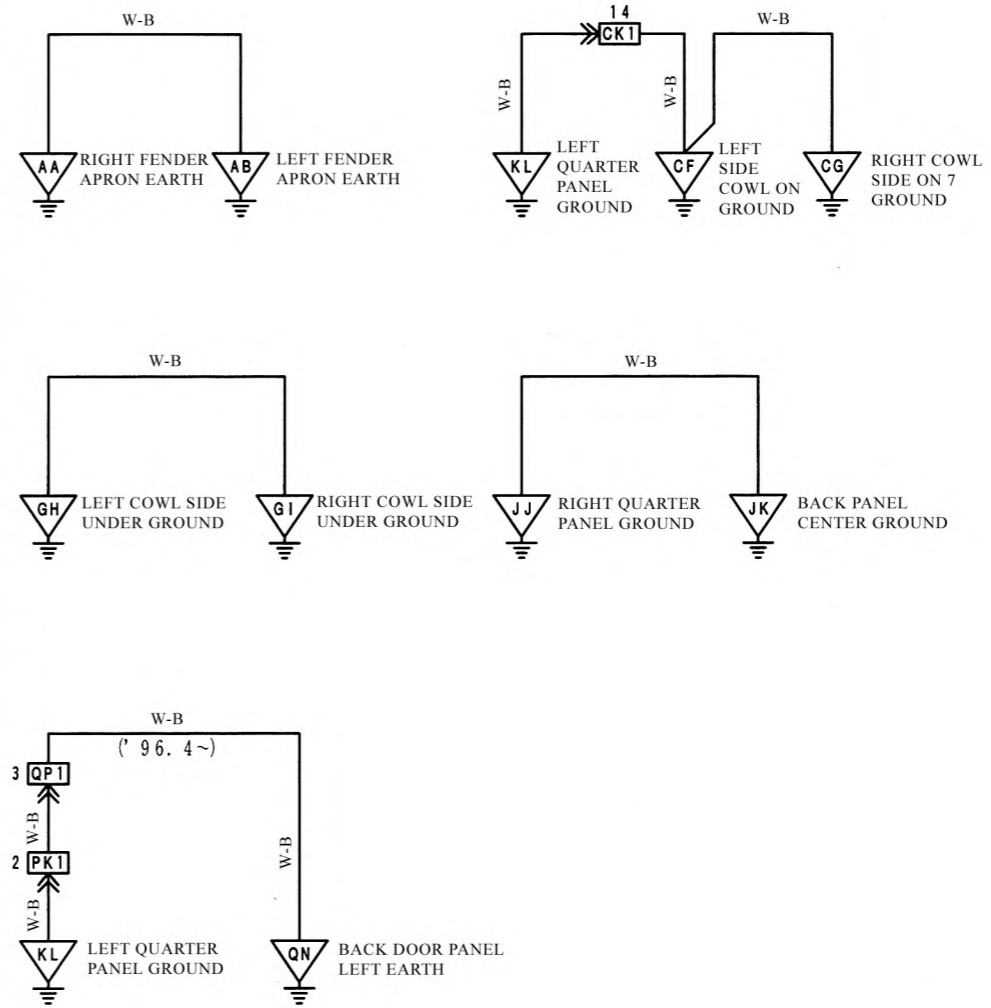 W-B
AA
RIGHT FENDER
APRON EARTH
AB
LEFT FENDER
APRON EARTH
14
CK1
W-B
W-B
W-B
KL
LEFT
QUARTER
PANEL
GROUND
CF
LEFT
SIDE
COWL ON
GROUND
CG
RIGHT COWL
SIDE ON 7
GROUND
W-B
GH
LEFT COWL SIDE
UNDER GROUND
GI
RIGHT COWL SIDE
UNDER GROUND
W-B
JJ
RIGHT QUARTER
PANEL GROUND
JK
BACK PANEL
CENTER GROUND
W-B
(' 96. 4~)
3 QP1
W-B
2 PK1
W-B
W-B
KL
LEFT QUARTER
PANEL GROUND
QN
BACK DOOR PANEL
LEFT EARTH